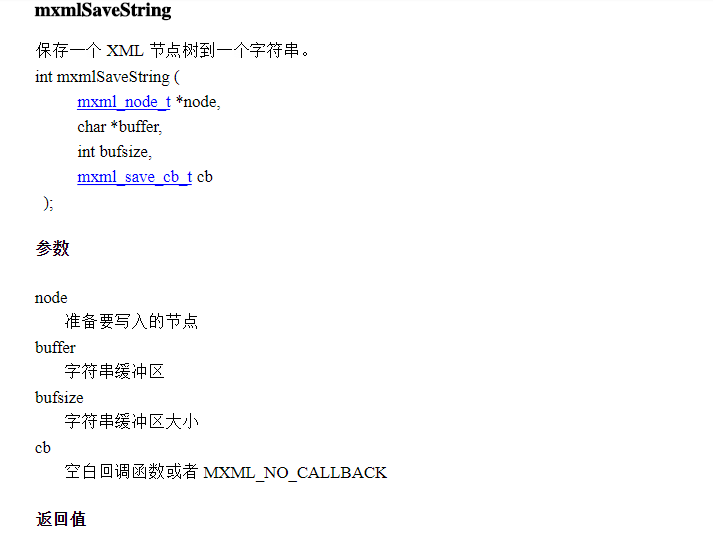 mxmlSaveString
保存一个 XML 节点树到一个字符串。
int mxmlSaveString (
mxml_node_t *node,
char *buffer,
int bufsize,
mxml_save_cb_t cb
);
参数
node
准备要写入的节点
buffer
字符串缓冲区
bufsize
字符串缓冲区大小
cb
空白回调函数或者 MXML_NO_CALLBACK
返回值